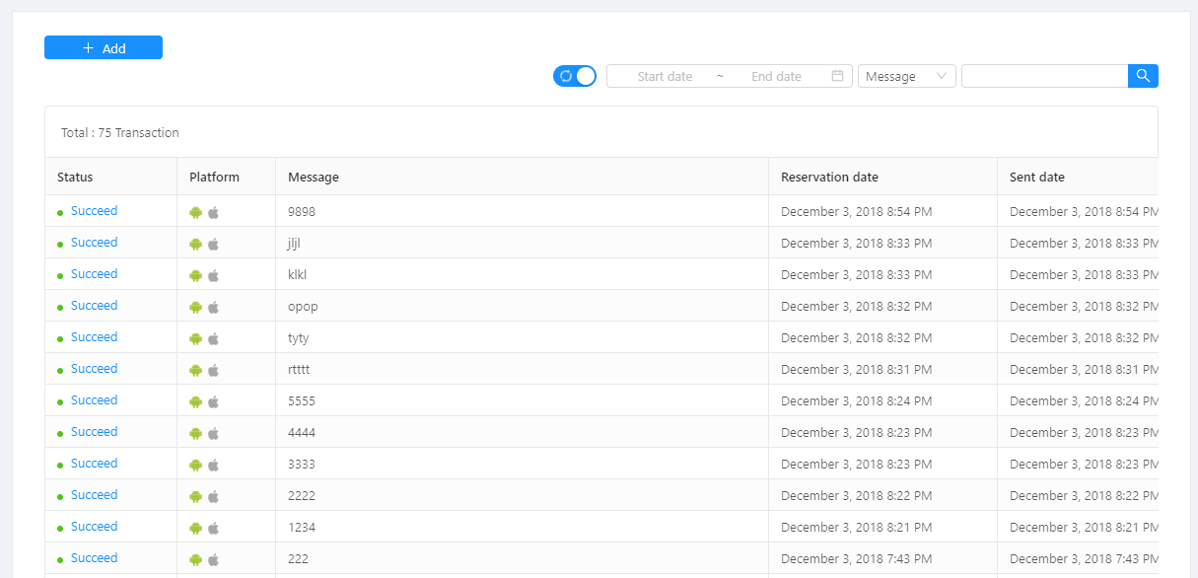 + Add
Start date ~ End date Message
Total : 75 Transaction
Status Platform Message Reservation date Sent date
Succeed 9898 December 3, 2018 8:54 PM December 3, 2018 8:54 PM
Succeed jljl December 3, 2018 8:33 PM December 3, 2018 8:33 PM
Succeed klkl December 3, 2018 8:33 PM December 3, 2018 8:33 PM
Succeed opop December 3, 2018 8:32 PM December 3, 2018 8:32 PM
Succeed tyty December 3, 2018 8:32 PM December 3, 2018 8:32 PM
Succeed rtttt December 3, 2018 8:31 PM December 3, 2018 8:31 PM
Succeed 5555 December 3, 2018 8:24 PM December 3, 2018 8:24 PM
Succeed 4444 December 3, 2018 8:23 PM December 3, 2018 8:23 PM
Succeed 3333 December 3, 2018 8:23 PM December 3, 2018 8:23 PM
Succeed 2222 December 3, 2018 8:22 PM December 3, 2018 8:22 PM
Succeed 1234 December 3, 2018 8:21 PM December 3, 2018 8:21 PM
Succeed 222 December 3, 2018 7:43 PM December 3, 2018 7:43 PM